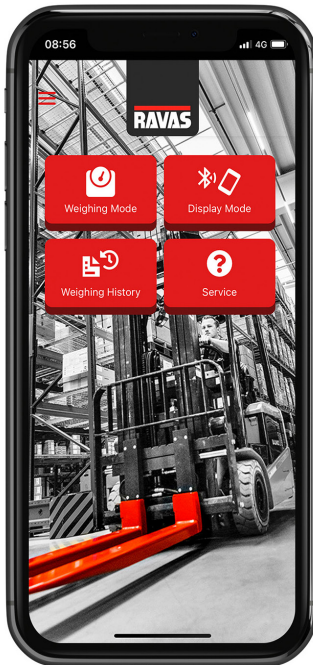 08:56
4G
RAVAS
Weighing Mode
Display Mode
Weighing History
Service